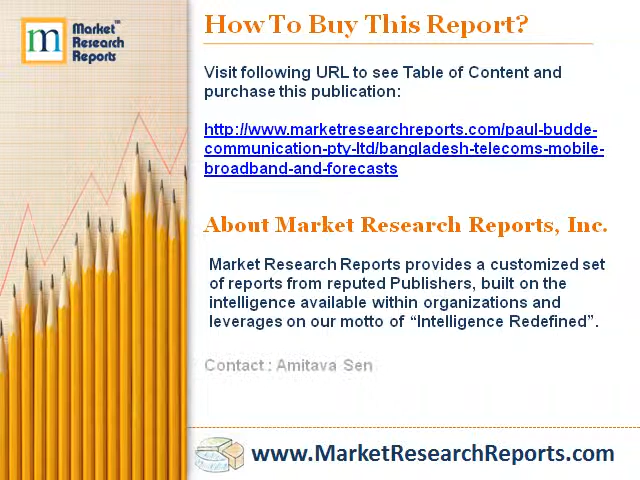 m
Market
Research
Reports
How To Buy This Report?
Visit following URL to see Table of Content and
purchase this publication:
http://www.marketresearchreports.com/paul-budde-
communication-pty-ltd/bangladesh-telecoms-mobile-
broadband-and-forecasts
About Market Research Reports, Inc.
Market Research Reports provides a customized set
of reports from reputed Publishers, built on the
intelligence available within organizations and
leverages on our motto of “Intelligence Redefined”.
Contact : Amitava Sen
www.MarketResearchReports.com